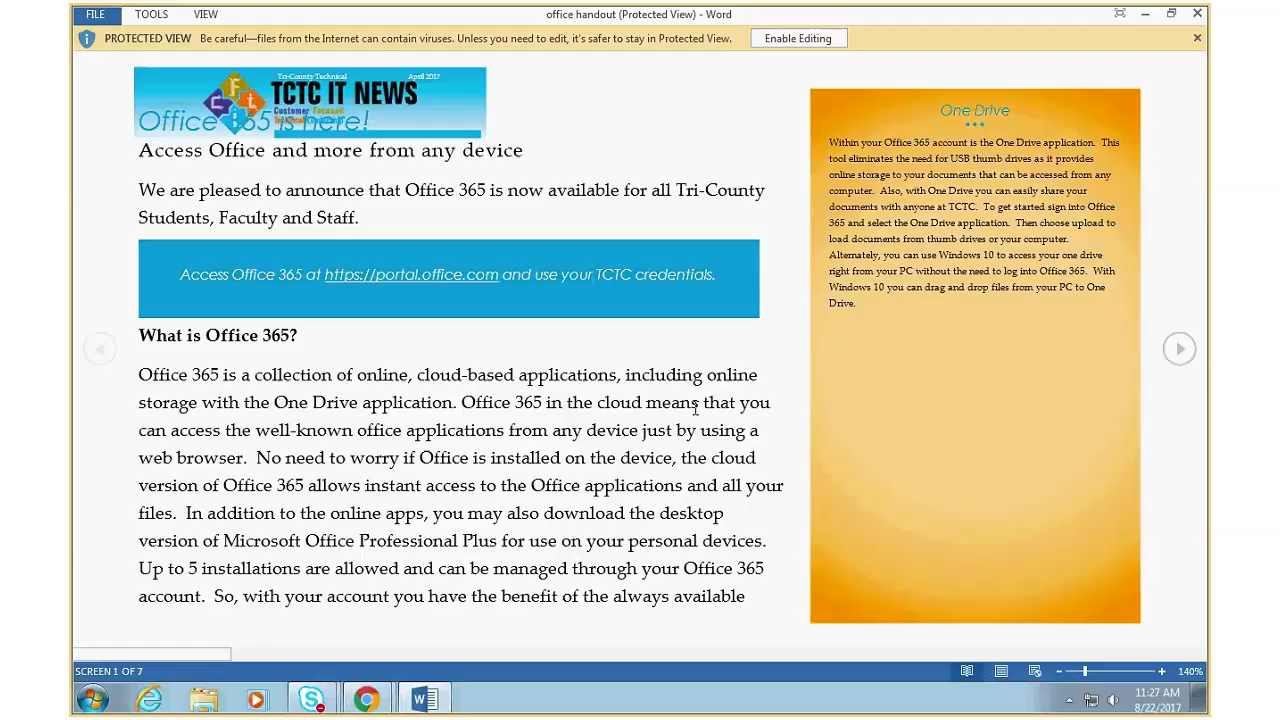 FILE TOOLS VIEW office handout (Protected View) - Word
PROTECTED VIEW Be careful—files from the Internet can contain viruses. Unless you need to edit, it's safer to stay in Protected View. Enable Editing
Tri-County Technical April 2017
TCTC IT NEWS
Customer Focused
Office 365 is here!
Access Office and more from any device
We are pleased to announce that Office 365 is now available for all Tri-County
Students, Faculty and Staff.
Access Office 365 at https://portal.office.com and use your TCTC credentials.
What is Office 365?
Office 365 is a collection of online, cloud-based applications, including online
storage with the One Drive application. Office 365 in the cloud means that you
can access the well-known office applications from any device just by using a
web browser.  No need to worry if Office is installed on the device, the cloud
version of Office 365 allows instant access to the Office applications and all your
files.  In addition to the online apps, you may also download the desktop
version of Microsoft Office Professional Plus for use on your personal devices.
Up to 5 installations are allowed and can be managed through your Office 365
account.  So, with your account you have the benefit of the always available
One Drive
Within your Office 365 account is the One Drive application.  This
tool eliminates the need for USB thumb drives as it provides
online storage to your documents that can be accessed from any
computer.  Also, with One Drive you can easily share your
documents with anyone at TCTC.  To get started sign into Office
365 and select the One Drive application.  Then choose upload to
load documents from thumb drives or your computer.
Alternately, you can use Windows 10 to access your one drive
right from your PC without the need to log into Office 365.  With
Windows 10 you can drag and drop files from your PC to One
Drive.
SCREEN 1 OF 7 140%
11:27 AM
8/22/2017